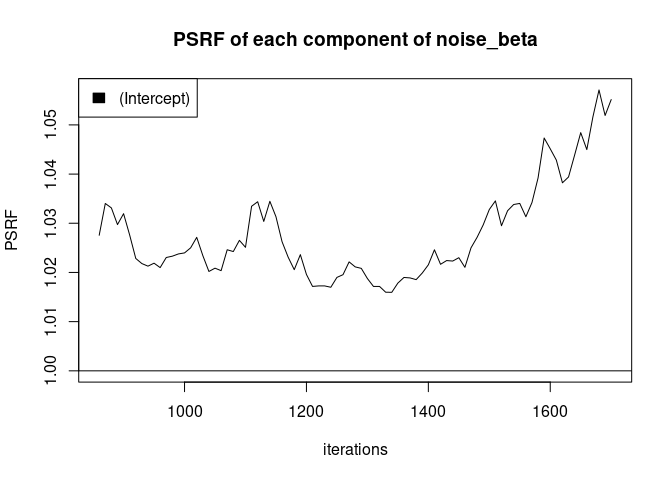 PSRF of each component of noise_beta
(Intercept)
PSRF
1.05
1.04
1.03
1.02
1.01
1.00
1000 1200 1400 1600
iterations